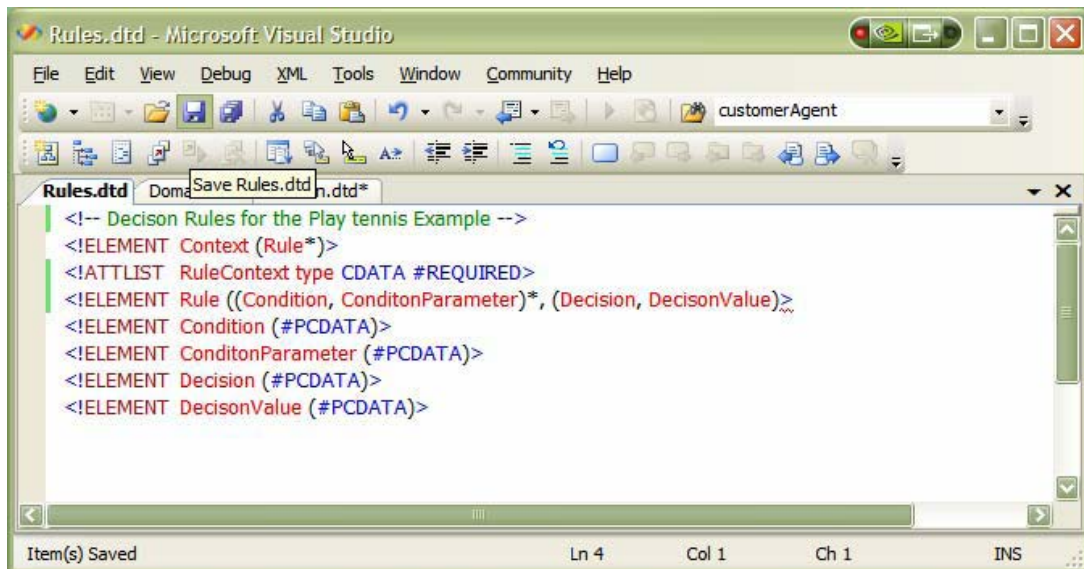 Rules.dtd - Microsoft Visual Studio
File Edit View Debug XML Tools Window Community Help
customerAgent
Rules.dtd Doma Save Rules.dtd n.dtd*
<!-- Decison Rules for the Play tennis Example -->
<!ELEMENT Context (Rule*)>
<!ATTLIST RuleContext type CDATA #REQUIRED>
<!ELEMENT Rule ((Condition, ConditonParameter)*, (Decision, DecisonValue)>
<!ELEMENT Condition (#PCDATA)>
<!ELEMENT ConditonParameter (#PCDATA)>
<!ELEMENT Decision (#PCDATA)>
<!ELEMENT DecisonValue (#PCDATA)>
Item(s) Saved Ln 4 Col 1 Ch 1 INS